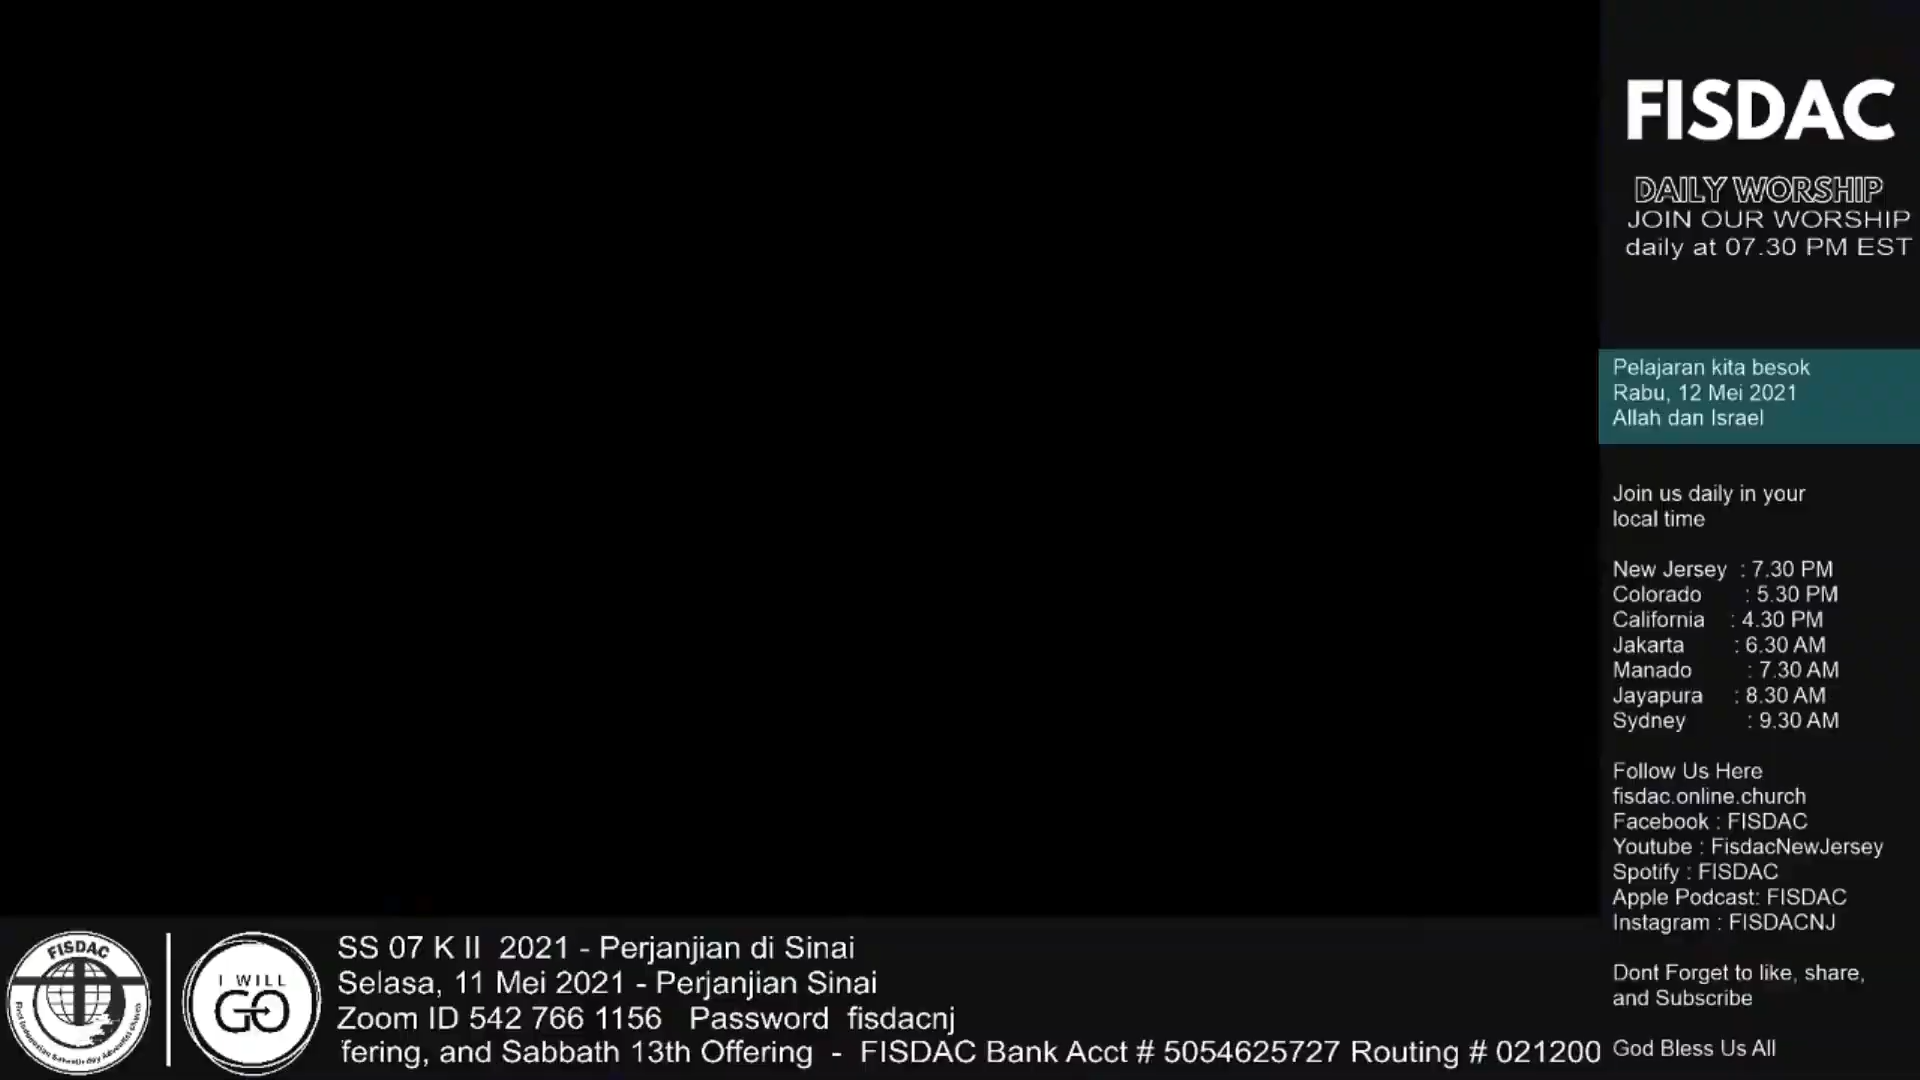 FISDAC
DAILY WORSHIP
JOIN OUR WORSHIP
daily at 07.30 PM EST
Pelajaran kita besok
Rabu, 12 Mei 2021
Allah dan Israel
Join us daily in your
local time
New Jersey : 7.30 PM
Colorado : 5.30 PM
California : 4.30 PM
Jakarta : 6.30 AM
Manado : 7.30 AM
Jayapura : 8.30 AM
Sydney : 9.30 AM
Follow Us Here
fisdac.online.church
Facebook : FISDAC
Youtube : FisdacNewJersey
Spotify : FISDAC
Apple Podcast: FISDAC
Instagram : FISDACNJ
Dont Forget to like, share,
and Subscribe
God Bless Us All
FISDAC
First Indonesian Seventh-day Adventist Church
I WILL
GO
SS 07 K II 2021 - Perjanjian di Sinai
Selasa, 11 Mei 2021 - Perjanjian Sinai
Zoom ID 542 766 1156 Password fisdacnj
fering, and Sabbath 13th Offering - FISDAC Bank Acct # 5054625727 Routing # 021200